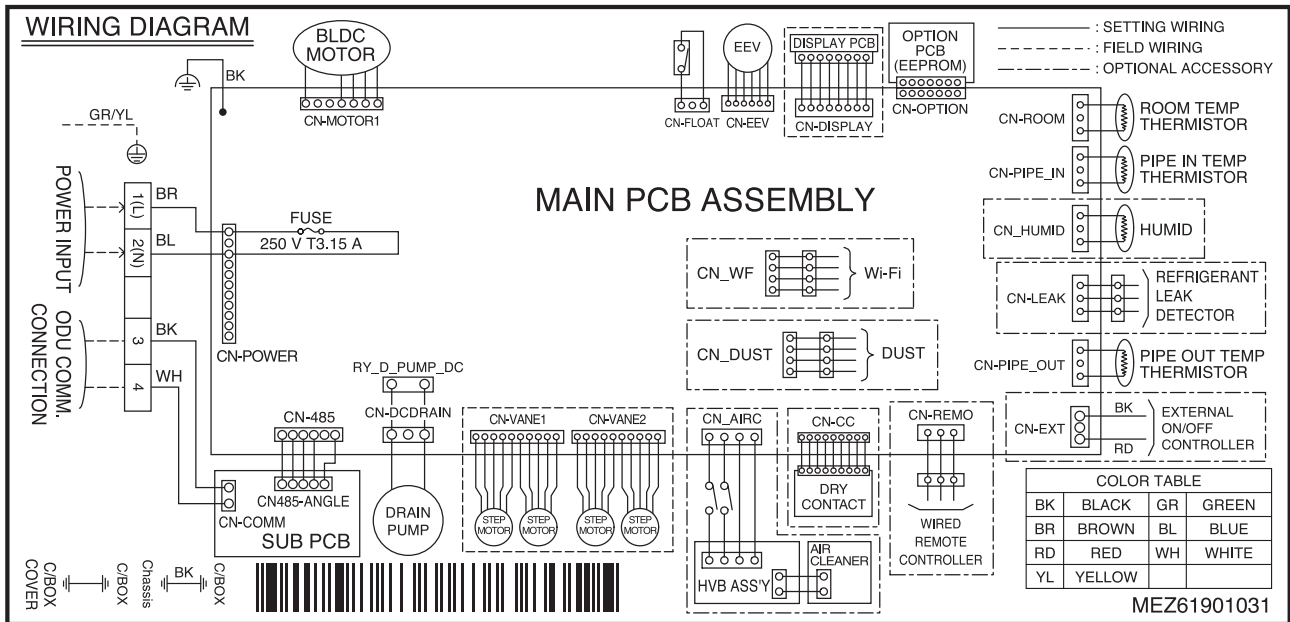 WIRING DIAGRAM
BLDC
MOTOR
CN-MOTOR1
BK
GR/YL
CN-FLOAT
EEV
CN-EEV
DISPLAY PCB
CN-DISPLAY
OPTION
PCB
(EEPROM)
CN-OPTION
: SETTING WIRING
: FIELD WIRING
: OPTIONAL ACCESSORY
CN-ROOM
ROOM TEMP
THERMISTOR
CN-PIPE_IN
PIPE IN TEMP
THERMISTOR
CN_HUMID
HUMID
CN-LEAK
REFRIGERANT
LEAK
DETECTOR
CN-PIPE_OUT
PIPE OUT TEMP
THERMISTOR
CN-EXT
BK
RD
EXTERNAL
ON/OFF
CONTROLLER
MAIN PCB ASSEMBLY
POWER INPUT
1(L)
2(N)
BR
BL
FUSE
250 V T3.15 A
CN-POWER
ODU COMM.
CONNECTION
3
4
BK
WH
CN_WF
Wi-Fi
CN_DUST
DUST
RY_D_PUMP_DC
CN-DCDRAIN
DRAIN
PUMP
CN-485
CN485-ANGLE
CN-COMM
SUB PCB
CN-VANE1
CN-VANE2
STEP
MOTOR
STEP
MOTOR
STEP
MOTOR
STEP
MOTOR
CN_AIRC
HVB ASS'Y
AIR
CLEANER
CN-CC
DRY
CONTACT
CN-REMO
WIRED
REMOTE
CONTROLLER
COLOR TABLE
BK BLACK GR GREEN
BR BROWN BL BLUE
RD RED WH WHITE
YL YELLOW
C/BOX
COVER
C/BOX
Chassis
BK
C/BOX
MEZ61901031